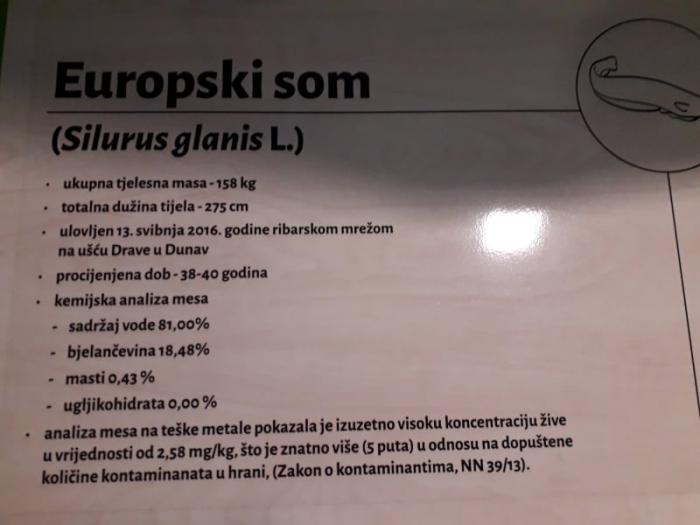 Europski som
(Silurus glanis L.)
• ukupna tjelesna masa - 158 kg
• totalna dužina tijela - 275 cm
• ulovljen 13. svibnja 2016. godine ribarskom mrežom
na ušću Drave u Dunav
• procijenjena dob - 38-40 godina
• kemijska analiza mesa
- sadržaj vode 81,00%
- bjelančevina 18,48%
- masti 0,43 %
- ugljikohidrata 0,00 %
• analiza mesa na teške metale pokazala je izuzetno visoku koncentraciju žive
u vrijednosti od 2,58 mg/kg, što je znatno više (5 puta) u odnosu na dopuštene
količine kontaminanata u hrani, (Zakon o kontaminantima, NN 39/13).